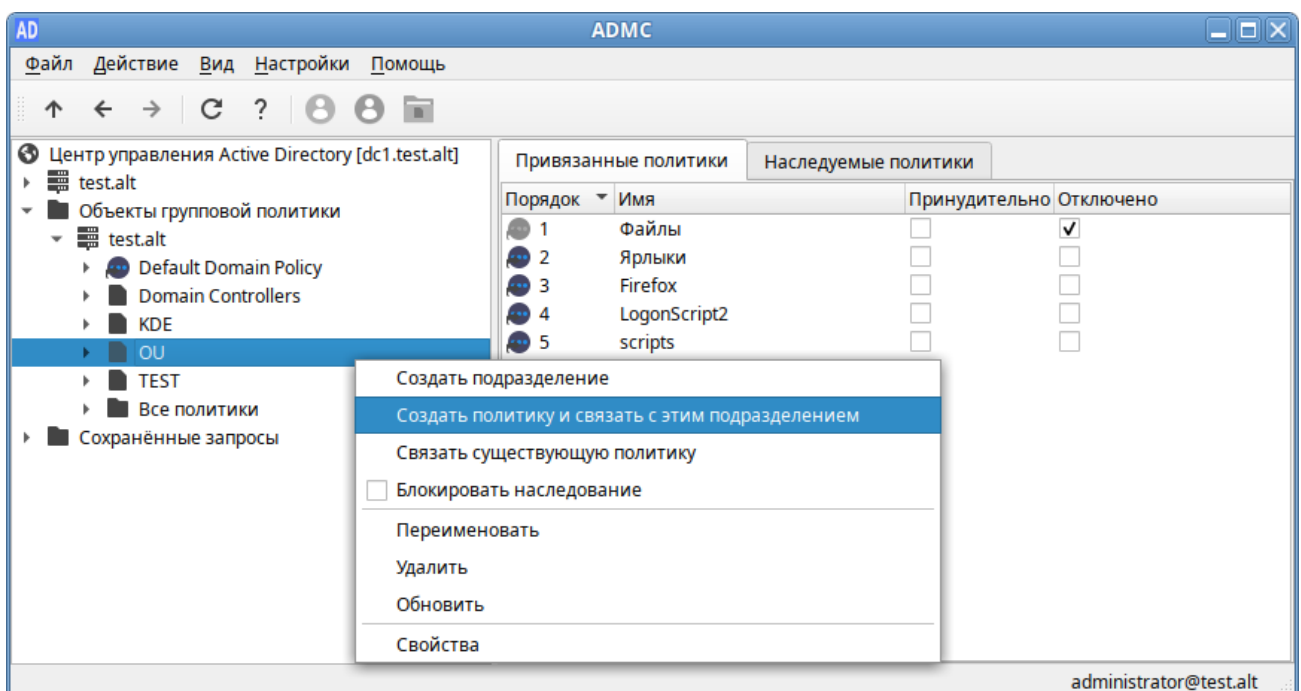 AD ADMC
Файл Действие Вид Настройки Помощь
Центр управления Active Directory [dc1.test.alt]
test.alt
Объекты групповой политики
test.alt
Default Domain Policy
Domain Controllers
KDE
OU
TEST
Все политики
Сохранённые запросы
Привязанные политики Наследуемые политики
Порядок Имя Принудительно Отключено
1 Файлы
2 Ярлыки
3 Firefox
4 LogonScript2
5 scripts
Создать подразделение
Создать политику и связать с этим подразделением
Связать существующую политику
Блокировать наследование
Переименовать
Удалить
Обновить
Свойства
administrator@test.alt